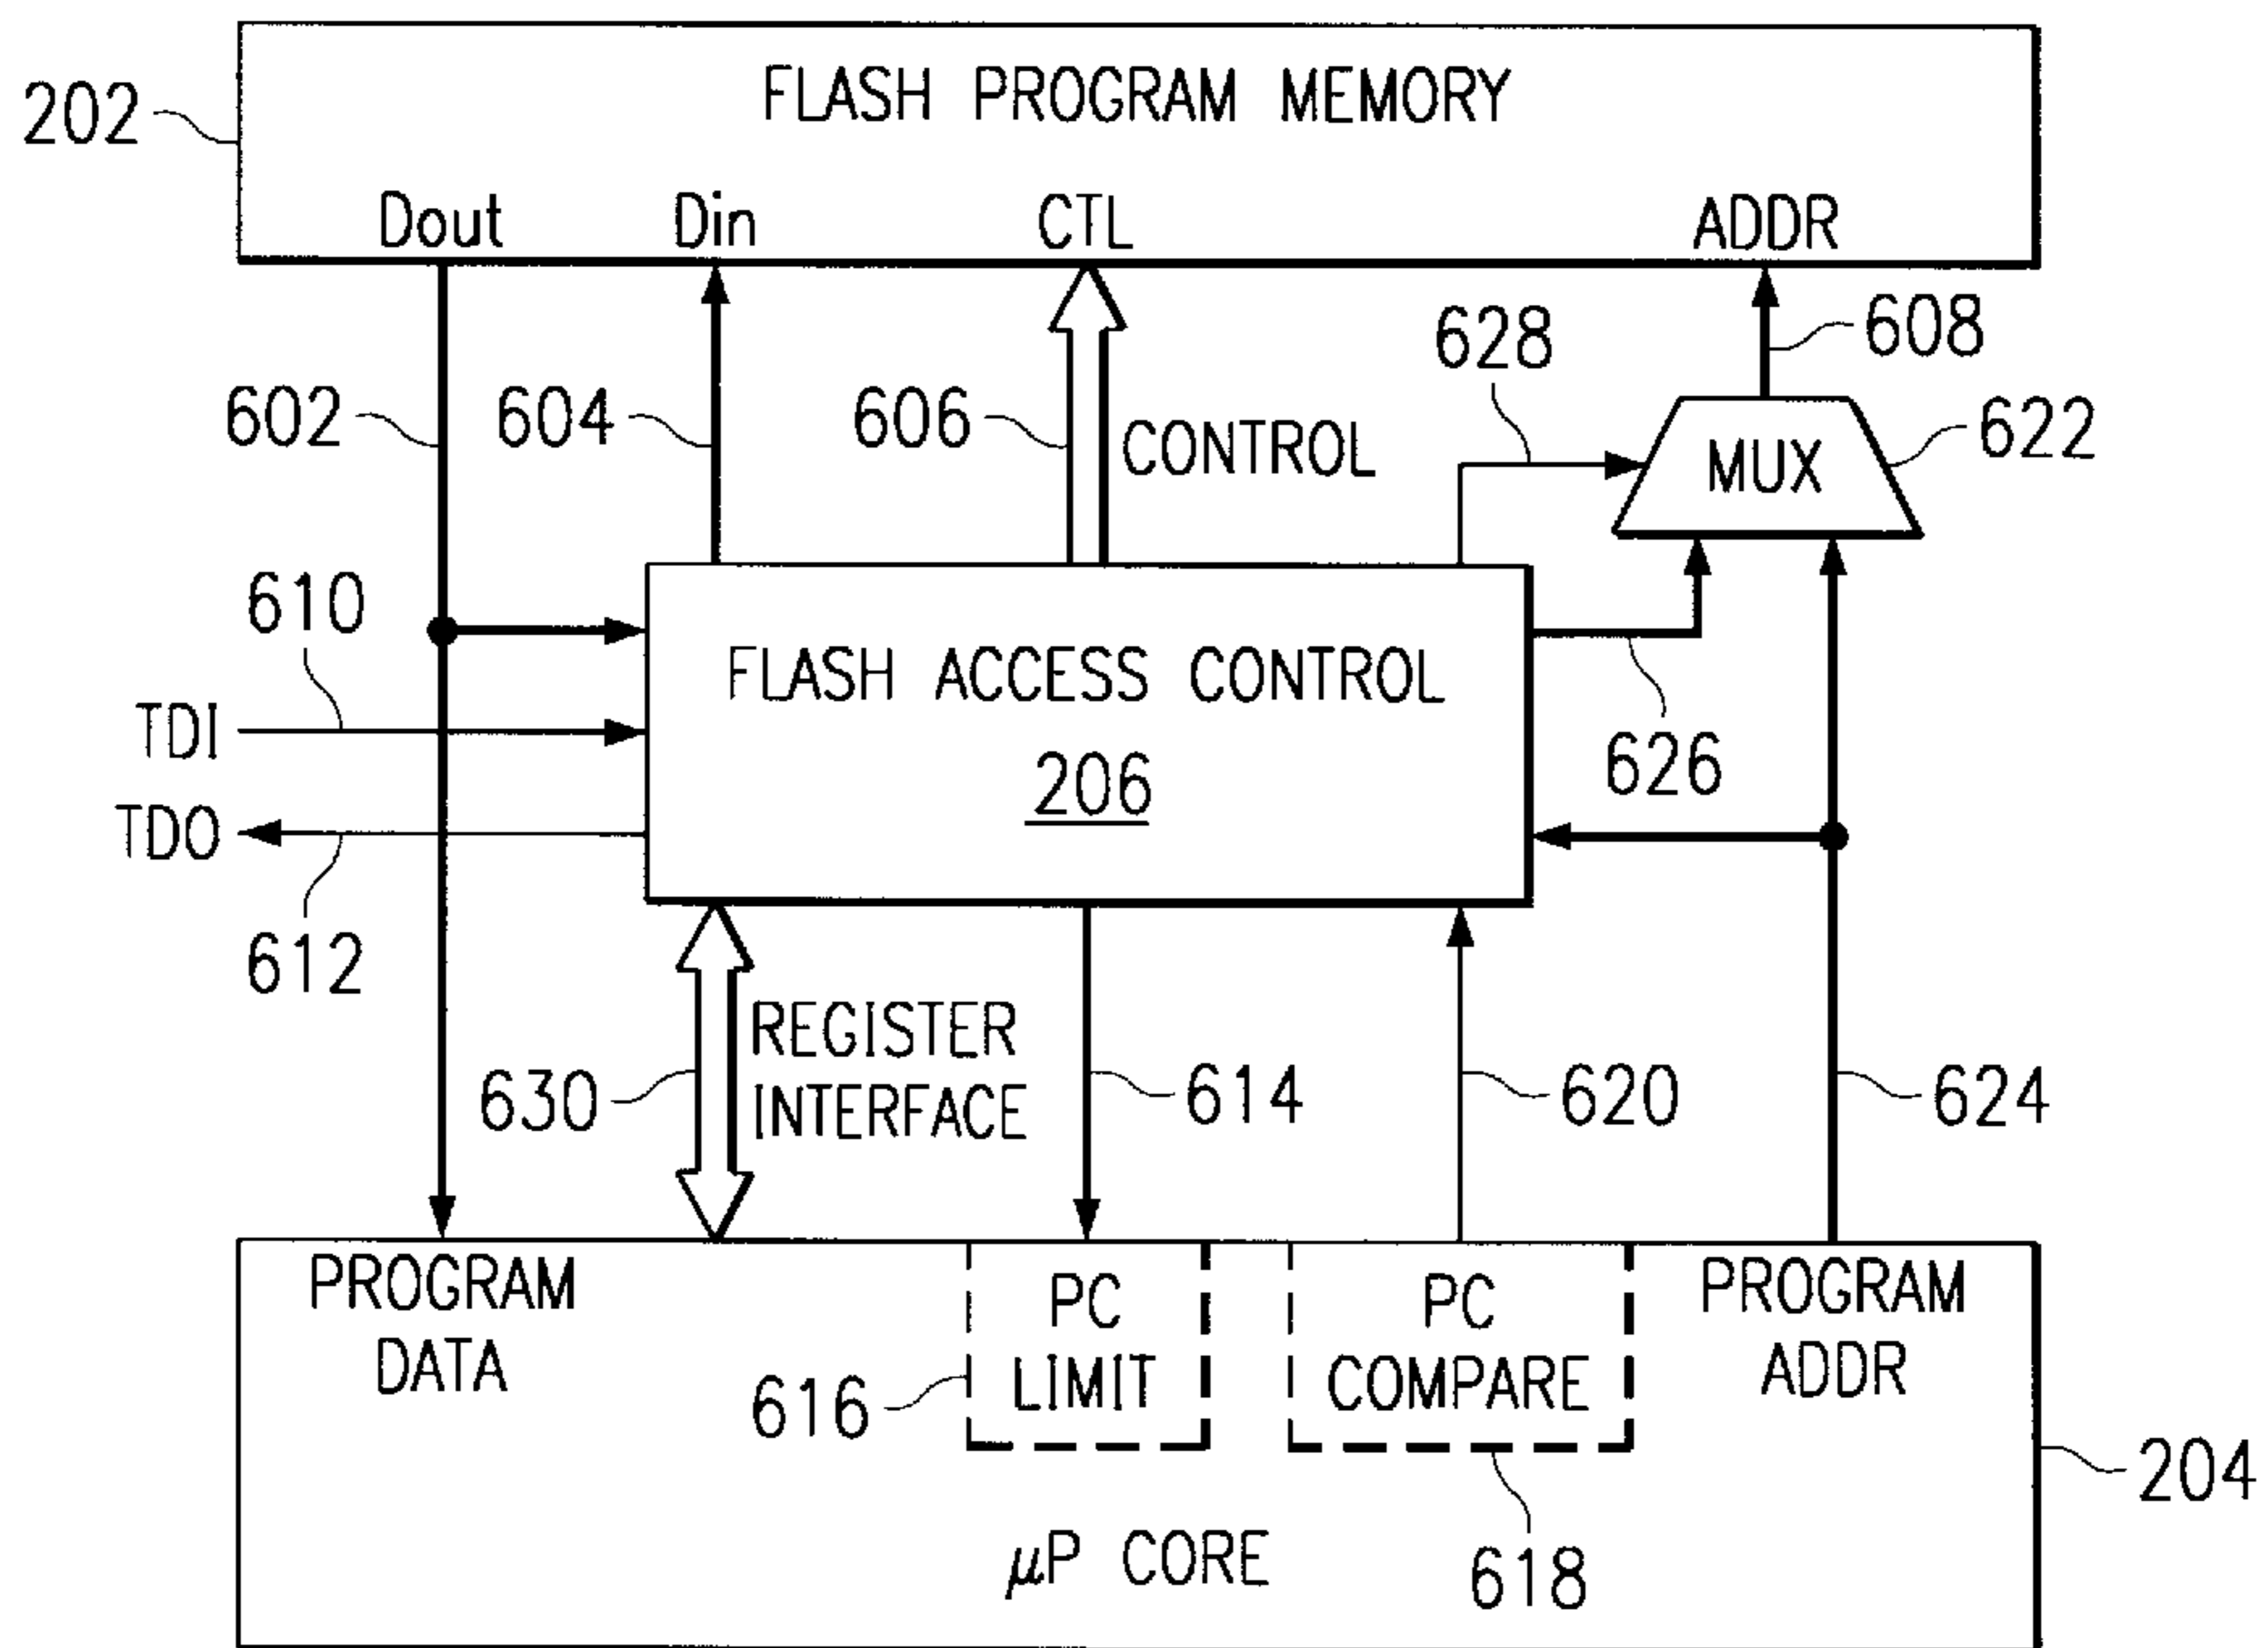 FLASH PROGRAM MEMORY
202
Dout
Din
CTL
ADDR
608
628
602
604
606
CONTROL
MUX
622
610
FLASH ACCESS CONTROL
TDI
626
206
TDO
612
REGISTER
INTERFACE
630
614
620
624
PROGRAM
DATA
PC
LIMIT
PC
COMPARE
PROGRAM
ADDR
616
204
µP CORE
618